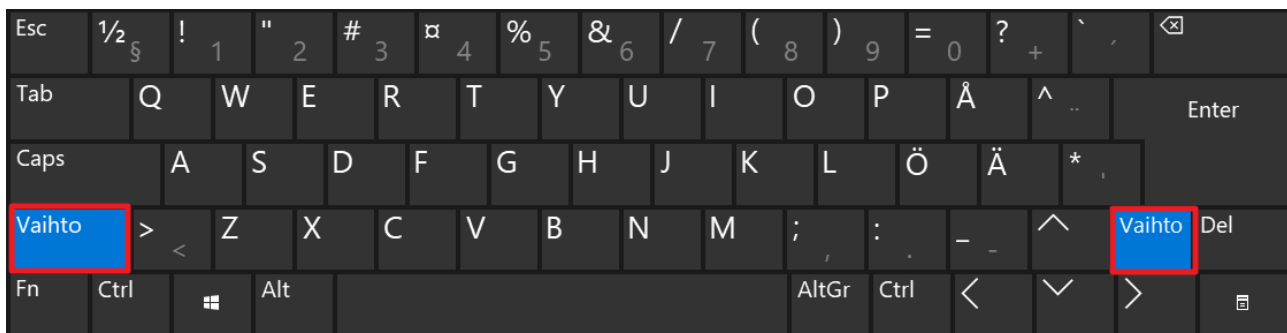 Esc ½ § ! 1 " 2 # 3 ¤ 4 % 5 & 6 / 7 ( 8 ) 9 = 0 ? + ` ´
Tab Q W E R T Y U I O P Å ^ ¨ Enter
Caps A S D F G H J K L Ö Ä * '
Vaihto > < Z X C V B N M ; , : . _ - Vaihto Del
Fn Ctrl Alt AltGr Ctrl